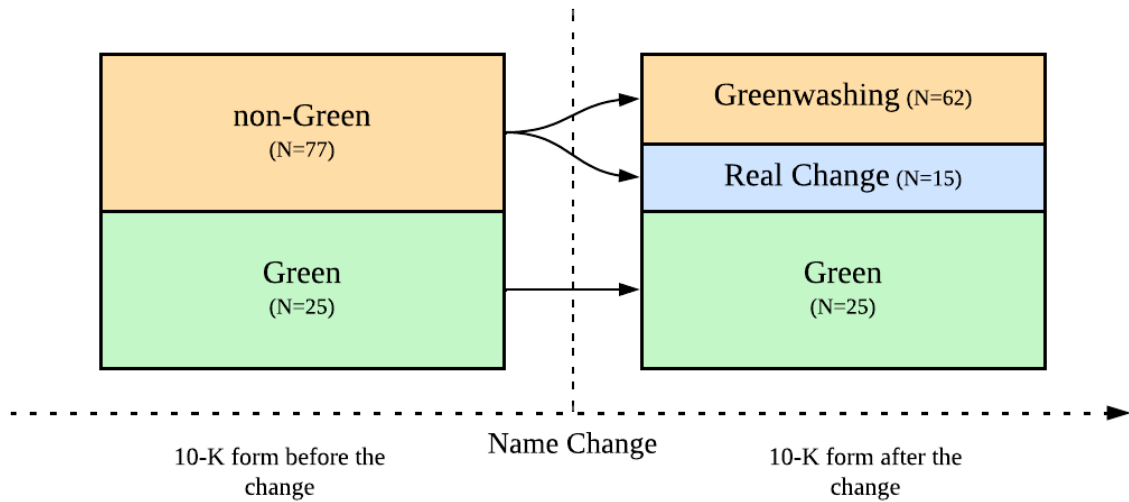 non-Green
(N=77)
Green
(N=25)
Greenwashing (N=62)
Real Change (N=15)
Green
(N=25)
Name Change
10-K form before the
change
10-K form after the
change